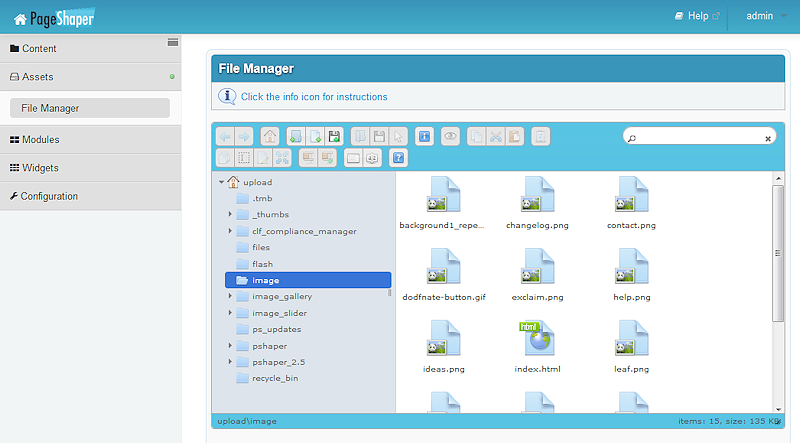 PageShaper
Help
admin
Content
Assets
File Manager
Modules
Widgets
Configuration
File Manager
Click the info icon for instructions
upload
.tmb
_thumbs
clf_compliance_manager
files
flash
image
image_gallery
image_slider
ps_updates
pshaper
pshaper_2.5
recycle_bin
background1_repe...
changelog.png
contact.png
dodfnate-button.gif
exclaim.png
help.png
html
ideas.png
index.html
leaf.png
upload\image
items: 15, size: 135 KB